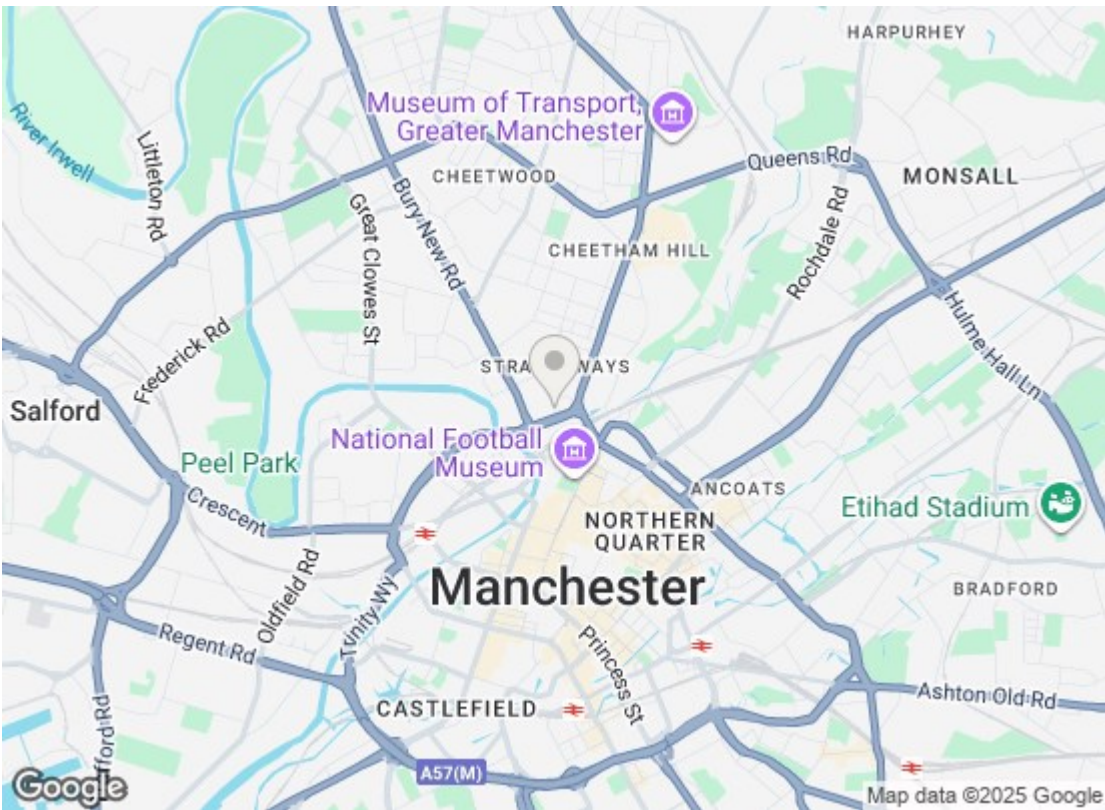 HARPURHEY
Museum of Transport,
Greater Manchester
River Irwell
Littleton Rd
Queens Rd
CHEETWOOD
MONSALL
Bury New Rd
Great Clowes St
Rochdale Rd
CHEETHAM HILL
Frederick Rd
Hulme Hall Ln
Salford
National Football
Museum
Peel Park
Crescent
ANCOATS
Etihad Stadium
NORTHERN
QUARTER
Oldfield Rd
Manchester
BRADFORD
Trinity Wy
Regent Rd
Princess St
CASTLEFIELD
Ashton Old Rd
A57(M)
Google
Map data ©2025 Google